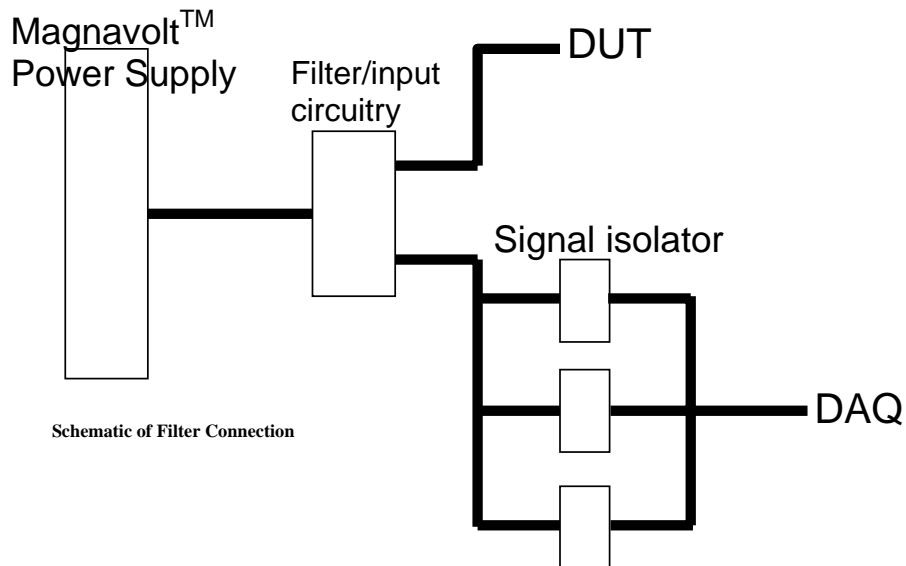 Magnavolt™
Power Supply
Filter/input
circuitry
DUT
Signal isolator
DAQ
Schematic of Filter Connection